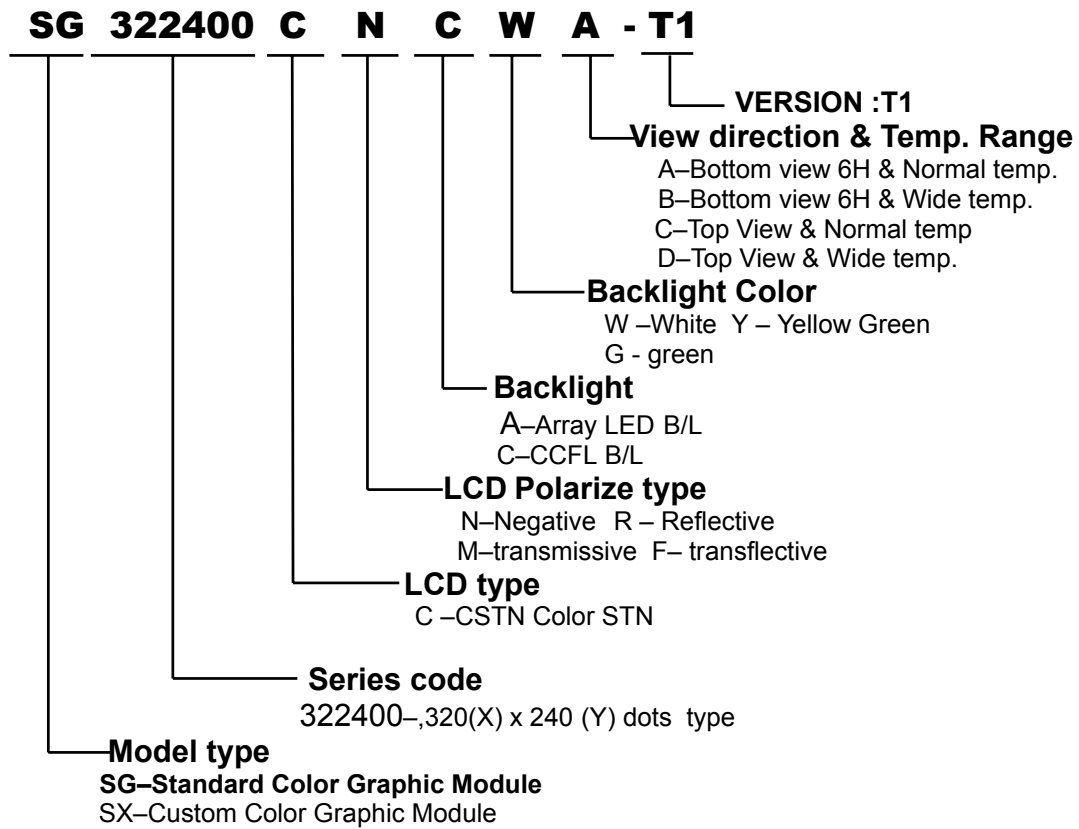 SG 322400 C N C W A - T1
VERSION :T1
View direction & Temp. Range
A–Bottom view 6H & Normal temp.
B–Bottom view 6H & Wide temp.
C–Top View & Normal temp
D–Top View & Wide temp.
Backlight Color
W –White Y – Yellow Green
G - green
Backlight
A–Array LED B/L
C–CCFL B/L
LCD Polarize type
N–Negative R – Reflective
M–transmissive F– transflective
LCD type
C –CSTN Color STN
Series code
322400–,320(X) x 240 (Y) dots type
Model type
SG–Standard Color Graphic Module
SX–Custom Color Graphic Module